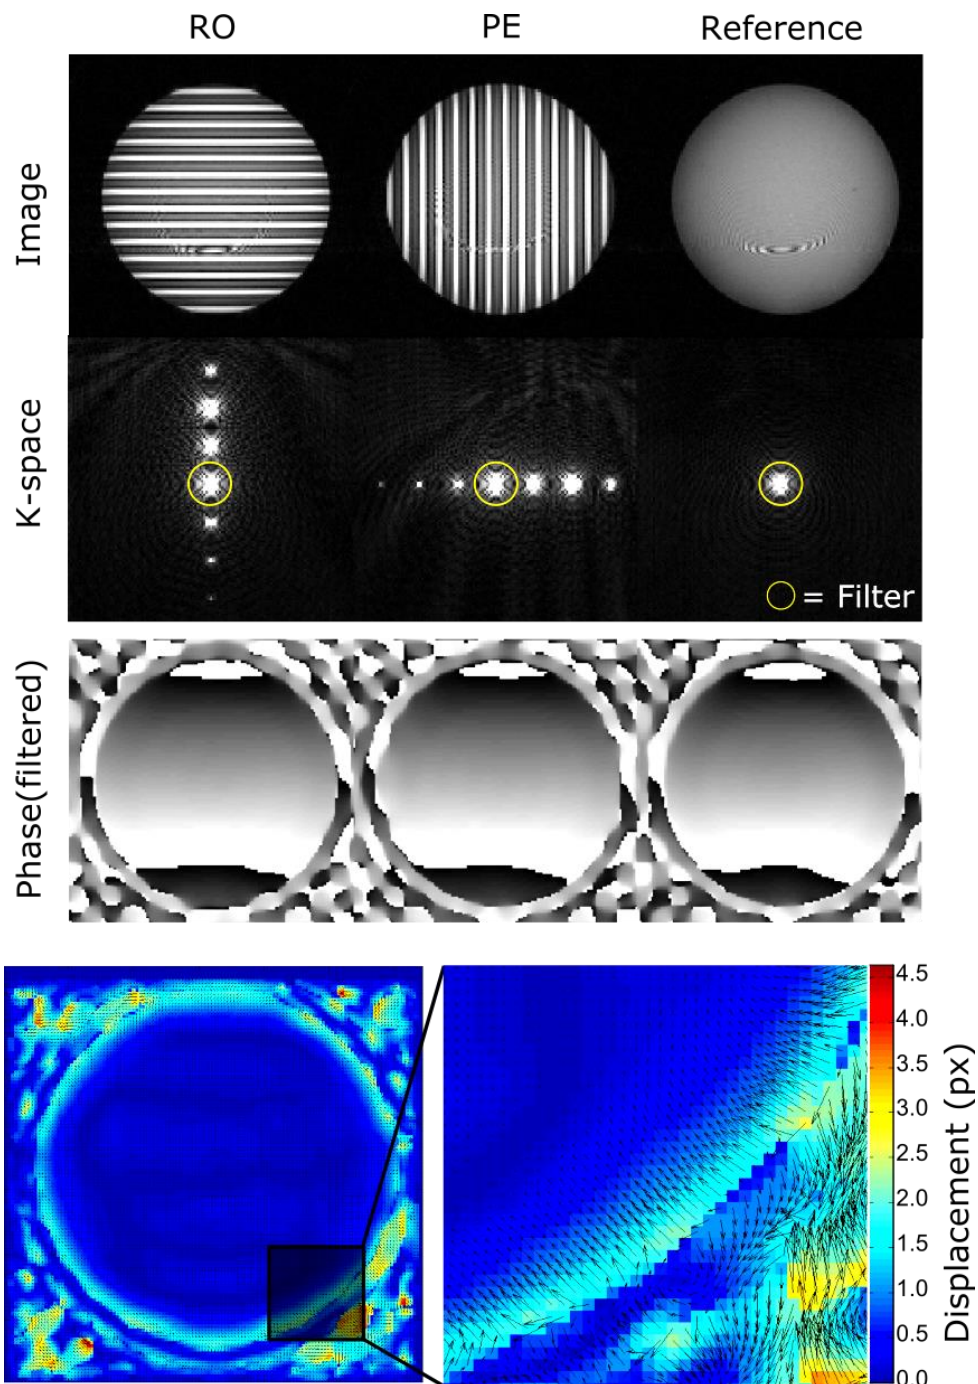 RO
PE
Reference
Image
K-space
= Filter
Phase(filtered)
4.5
4.0
3.5
3.0
2.5
2.0
1.5
1.0
0.5
0.0
Displacement (px)